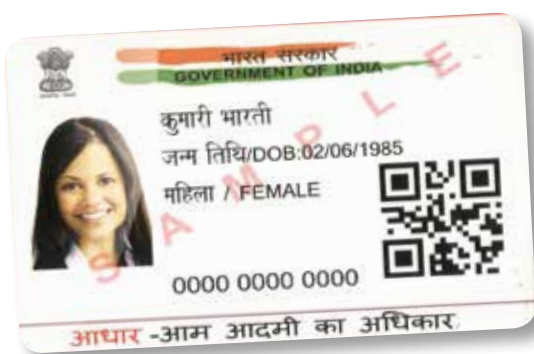 भारत सरकार
GOVERNMENT OF INDIA
कुमारी भारती
जन्म तिथि/DOB:02/06/1985
महिला / FEMALE
SAMPLE
0000 0000 0000
आधार -आम आदमी का अधिकार